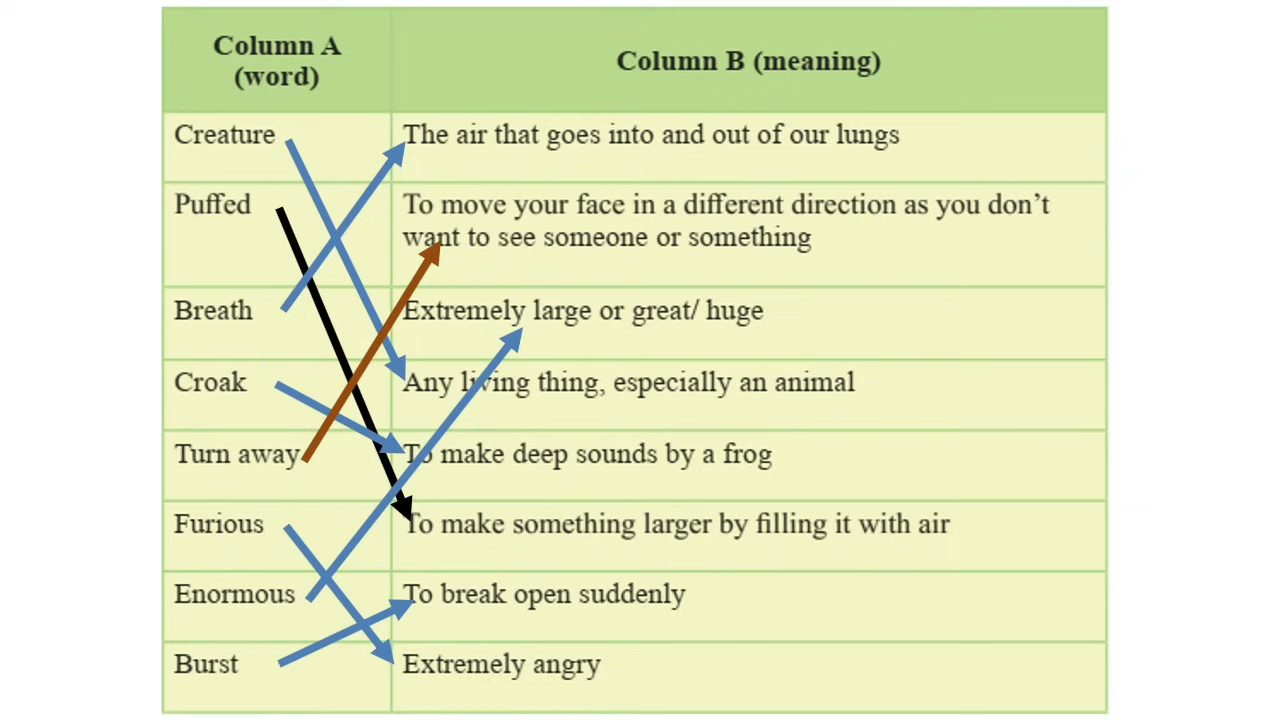 Column A
(word)
Column B (meaning)
Creature
The air that goes into and out of our lungs
Puffed
To move your face in a different direction as you don’t
want to see someone or something
Breath
Extremely large or great/ huge
Croak
Any living thing, especially an animal
Turn away
To make deep sounds by a frog
Furious
To make something larger by filling it with air
Enormous
To break open suddenly
Burst
Extremely angry